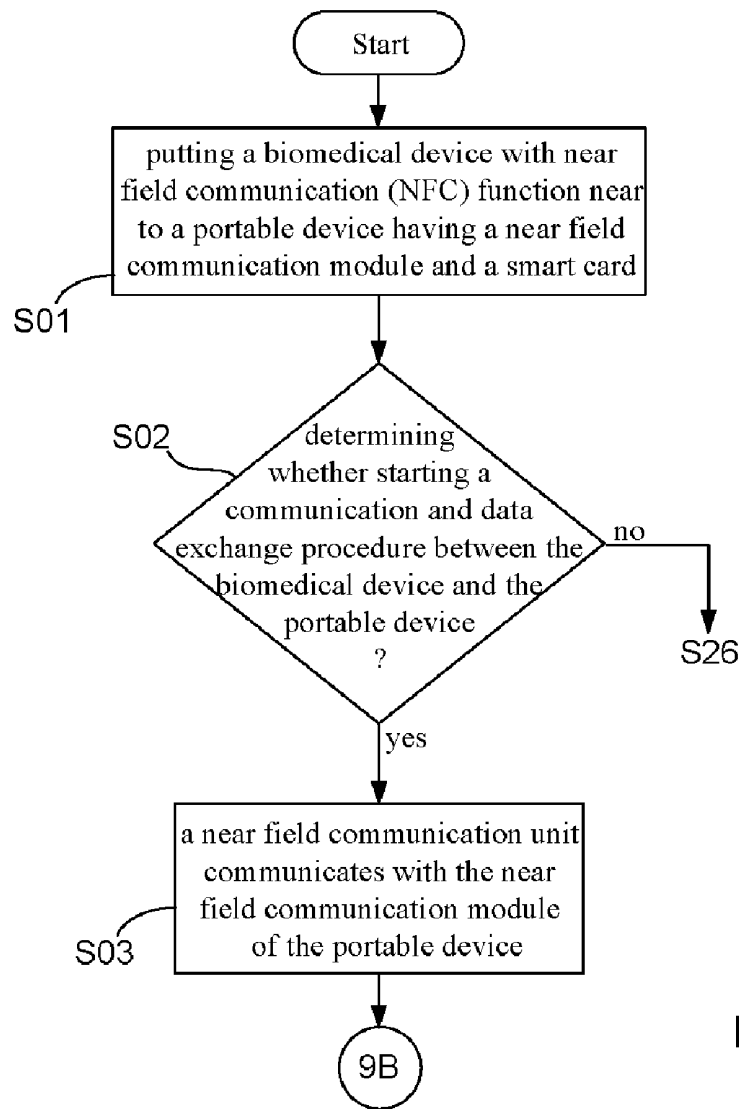 Start
putting a biomedical device with near
field communication (NFC) function near
to a portable device having a near field
communication module and a smart card
S01
S02
determining
whether starting a
communication and data
exchange procedure between the
biomedical device and the
portable device
?
no
S26
yes
a near field communication unit
communicates with the near
field communication module
of the portable device
S03
9B